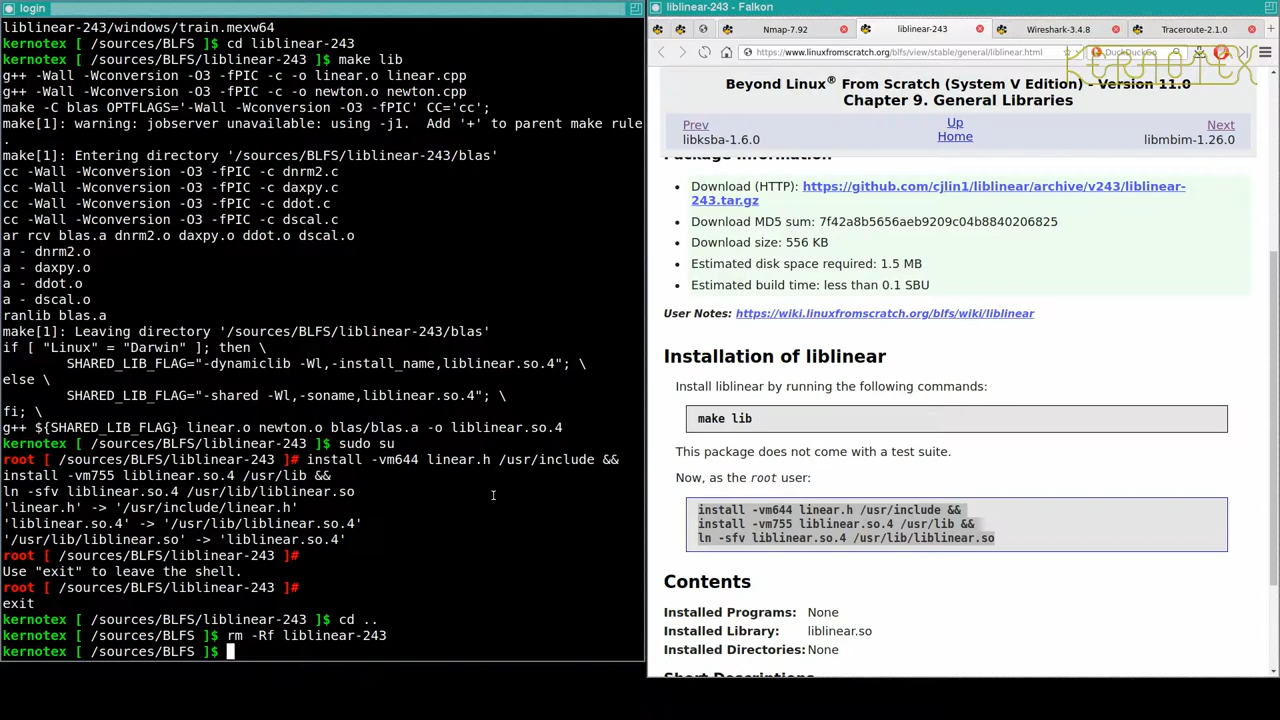 login
liblinear-243/windows/train.mexw64
kernotex [ /sources/BLFS ]$ cd liblinear-243
kernotex [ /sources/BLFS/liblinear-243 ]$ make lib
g++ -Wall -Wconversion -O3 -fPIC -c -o linear.o linear.cpp
g++ -Wall -Wconversion -O3 -fPIC -c -o newton.o newton.cpp
make -C blas OPTFLAGS='-Wall -Wconversion -O3 -fPIC' CC='cc';
make[1]: warning: jobserver unavailable: using -j1.  Add '+' to parent make rule
.
make[1]: Entering directory '/sources/BLFS/liblinear-243/blas'
cc -Wall -Wconversion -O3 -fPIC -c dnrm2.c
cc -Wall -Wconversion -O3 -fPIC -c daxpy.c
cc -Wall -Wconversion -O3 -fPIC -c ddot.c
cc -Wall -Wconversion -O3 -fPIC -c dscal.c
ar rcv blas.a dnrm2.o daxpy.o ddot.o dscal.o
a - dnrm2.o
a - daxpy.o
a - ddot.o
a - dscal.o
ranlib blas.a
make[1]: Leaving directory '/sources/BLFS/liblinear-243/blas'
if [ "Linux" = "Darwin" ]; then \
SHARED_LIB_FLAG="-dynamiclib -Wl,-install_name,liblinear.so.4"; \
else \
SHARED_LIB_FLAG="-shared -Wl,-soname,liblinear.so.4"; \
fi; \
g++ ${SHARED_LIB_FLAG} linear.o newton.o blas/blas.a -o liblinear.so.4
kernotex [ /sources/BLFS/liblinear-243 ]$ sudo su
root [ /sources/BLFS/liblinear-243 ]# install -vm644 linear.h /usr/include &&
install -vm755 liblinear.so.4 /usr/lib &&
ln -sfv liblinear.so.4 /usr/lib/liblinear.so
'linear.h' -> '/usr/include/linear.h'
'liblinear.so.4' -> '/usr/lib/liblinear.so.4'
'/usr/lib/liblinear.so' -> 'liblinear.so.4'
root [ /sources/BLFS/liblinear-243 ]#
Use "exit" to leave the shell.
root [ /sources/BLFS/liblinear-243 ]#
exit
kernotex [ /sources/BLFS/liblinear-243 ]$ cd ..
kernotex [ /sources/BLFS ]$ rm -Rf liblinear-243
kernotex [ /sources/BLFS ]$
liblinear-243 - Falkon
Nmap-7.92 liblinear-243 Wireshark-3.4.8 Traceroute-2.1.0
https://www.linuxfromscratch.org/blfs/view/stable/general/liblinear.html DuckDuckGo
KERNOTEX
Beyond Linux® From Scratch (System V Edition) - Version 11.0
Chapter 9. General Libraries
Prev Up Next
libksba-1.6.0 Home libmbim-1.26.0
Package Information
• Download (HTTP): https://github.com/cjlin1/liblinear/archive/v243/liblinear-
243.tar.gz
• Download MD5 sum: 7f42a8b5656aeb9209c04b8840206825
• Download size: 556 KB
• Estimated disk space required: 1.5 MB
• Estimated build time: less than 0.1 SBU
User Notes: https://wiki.linuxfromscratch.org/blfs/wiki/liblinear
Installation of liblinear
Install liblinear by running the following commands:
make lib
This package does not come with a test suite.
Now, as the root user:
install -vm644 linear.h /usr/include &&
install -vm755 liblinear.so.4 /usr/lib &&
ln -sfv liblinear.so.4 /usr/lib/liblinear.so
Contents
Installed Programs: None
Installed Library: liblinear.so
Installed Directories: None
Short Descriptions